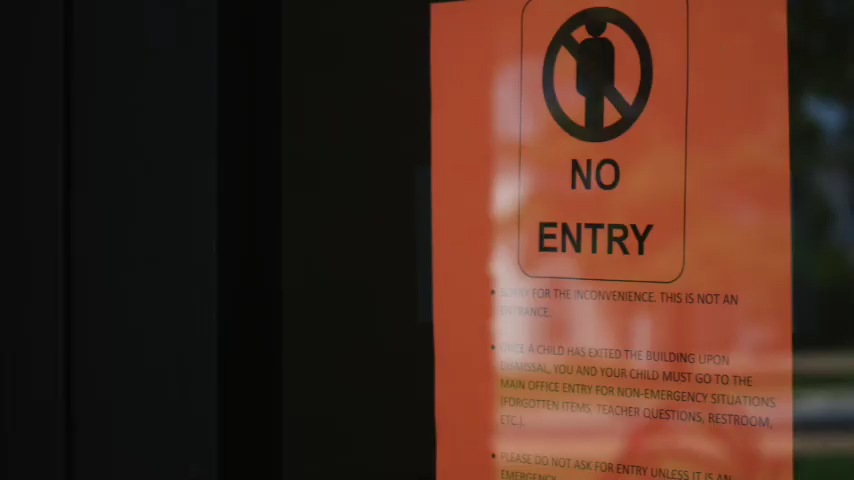 NO
ENTRY
• SORRY FOR THE INCONVENIENCE. THIS IS NOT AN
ENTRANCE.
• ONCE A CHILD HAS EXITED THE BUILDING UPON
DISMISSAL, YOU AND YOUR CHILD MUST GO TO THE
MAIN OFFICE ENTRY FOR NON-EMERGENCY SITUATIONS
(FORGOTTEN ITEMS, TEACHER QUESTIONS, RESTROOM,
ETC.).
• PLEASE DO NOT ASK FOR ENTRY UNLESS IT IS AN
EMERGENCY.